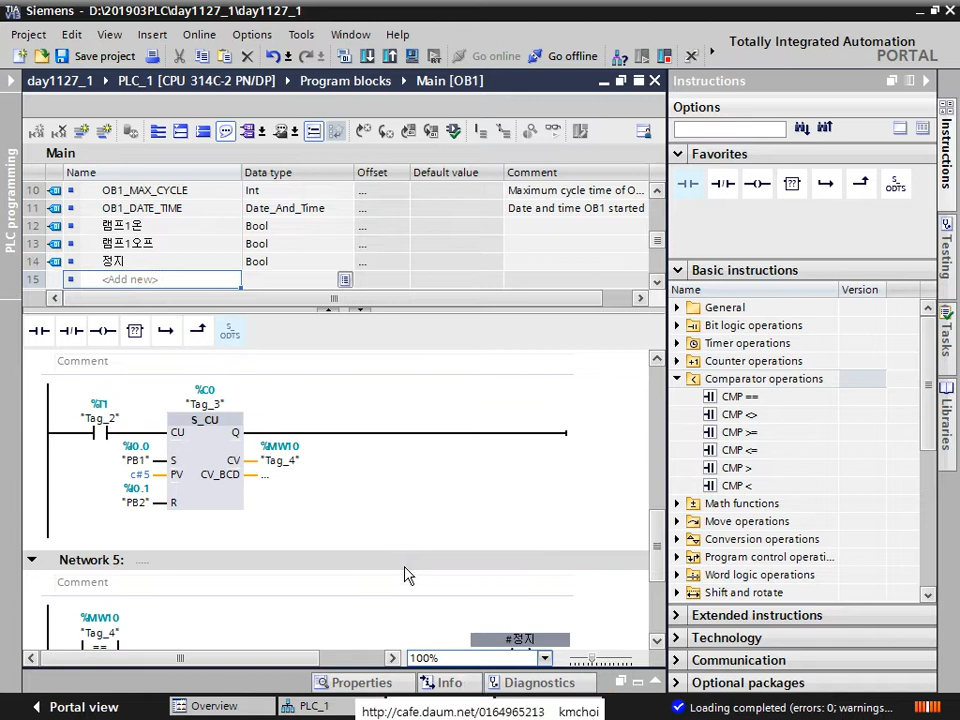 TIA V13 Siemens - D:\201903PLC\day1127_1\day1127_1
Project Edit View Insert Online Options Tools Window Help
Save project Go online Go offline
Totally Integrated Automation
PORTAL
day1127_1 ▸ PLC_1 [CPU 314C-2 PN/DP] ▸ Program blocks ▸ Main [OB1]
Instructions
Options
PLC programming
Main
Name Data type Offset Default value Comment
10 OB1_MAX_CYCLE Int ... Maximum cycle time of O...
11 OB1_DATE_TIME Date_And_Time ... Date and time OB1 started
12 램프1온 Bool ...
13 램프1오프 Bool ...
14 정지 Bool ...
15 <Add new>
S_
ODTS
Comment
%T1
"Tag_2"
%C0
"Tag_3"
S_CU
CU Q
%I0.0
"PB1" S
c#5 PV
%I0.1
"PB2" R
CV
CV_BCD ...
%MW10
"Tag_4"
Network 5: .....
Comment
%MW10
"Tag_4"
==
#정지
100%
Properties Info Diagnostics
Favorites
S_
ODTS
Basic instructions
Name Version
General
Bit logic operations
Timer operations
Counter operations
Comparator operations
CMP ==
CMP <>
CMP >=
CMP <=
CMP >
CMP <
Math functions
Move operations
Conversion operations
Program control operati...
Word logic operations
Shift and rotate
Extended instructions
Technology
Communication
Optional packages
Instructions
Testing
Tasks
Libraries
Portal view Overview PLC_1
http://cafe.daum.net/0164965213 kmchoi
Loading completed (errors: 0; warnings...